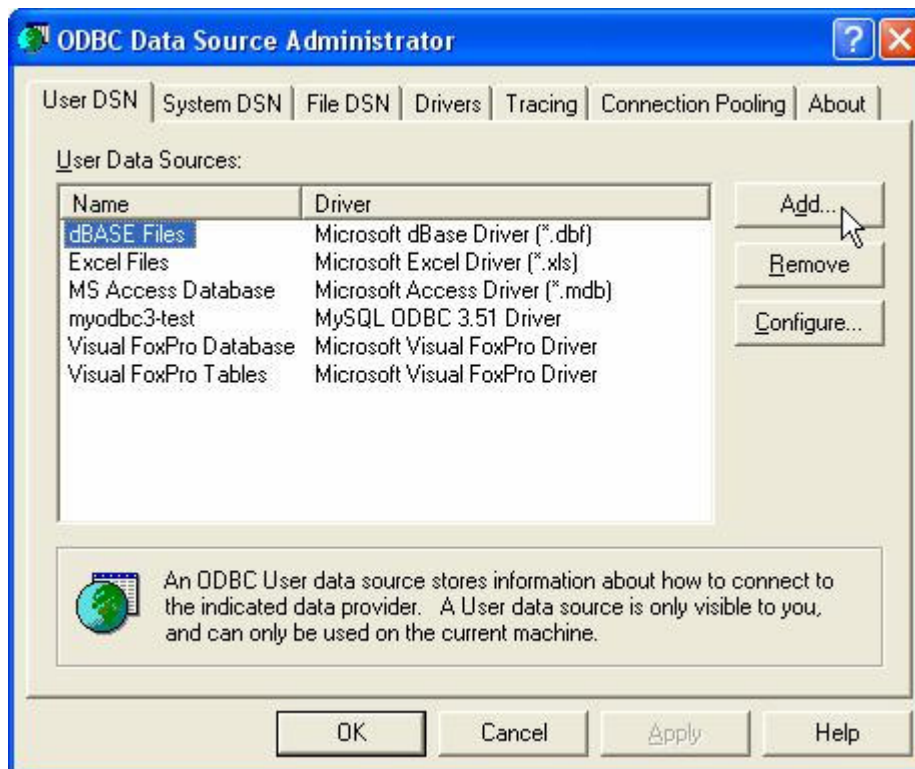 ODBC Data Source Administrator
User DSN System DSN File DSN Drivers Tracing Connection Pooling About
User Data Sources:
Name Driver
dBASE Files Microsoft dBase Driver (*.dbf)
Excel Files Microsoft Excel Driver (*.xls)
MS Access Database Microsoft Access Driver (*.mdb)
myodbc3-test MySQL ODBC 3.51 Driver
Visual FoxPro Database Microsoft Visual FoxPro Driver
Visual FoxPro Tables Microsoft Visual FoxPro Driver
Add...
Remove
Configure...
An ODBC User data source stores information about how to connect to
the indicated data provider. A User data source is only visible to you,
and can only be used on the current machine.
OK Cancel Apply Help